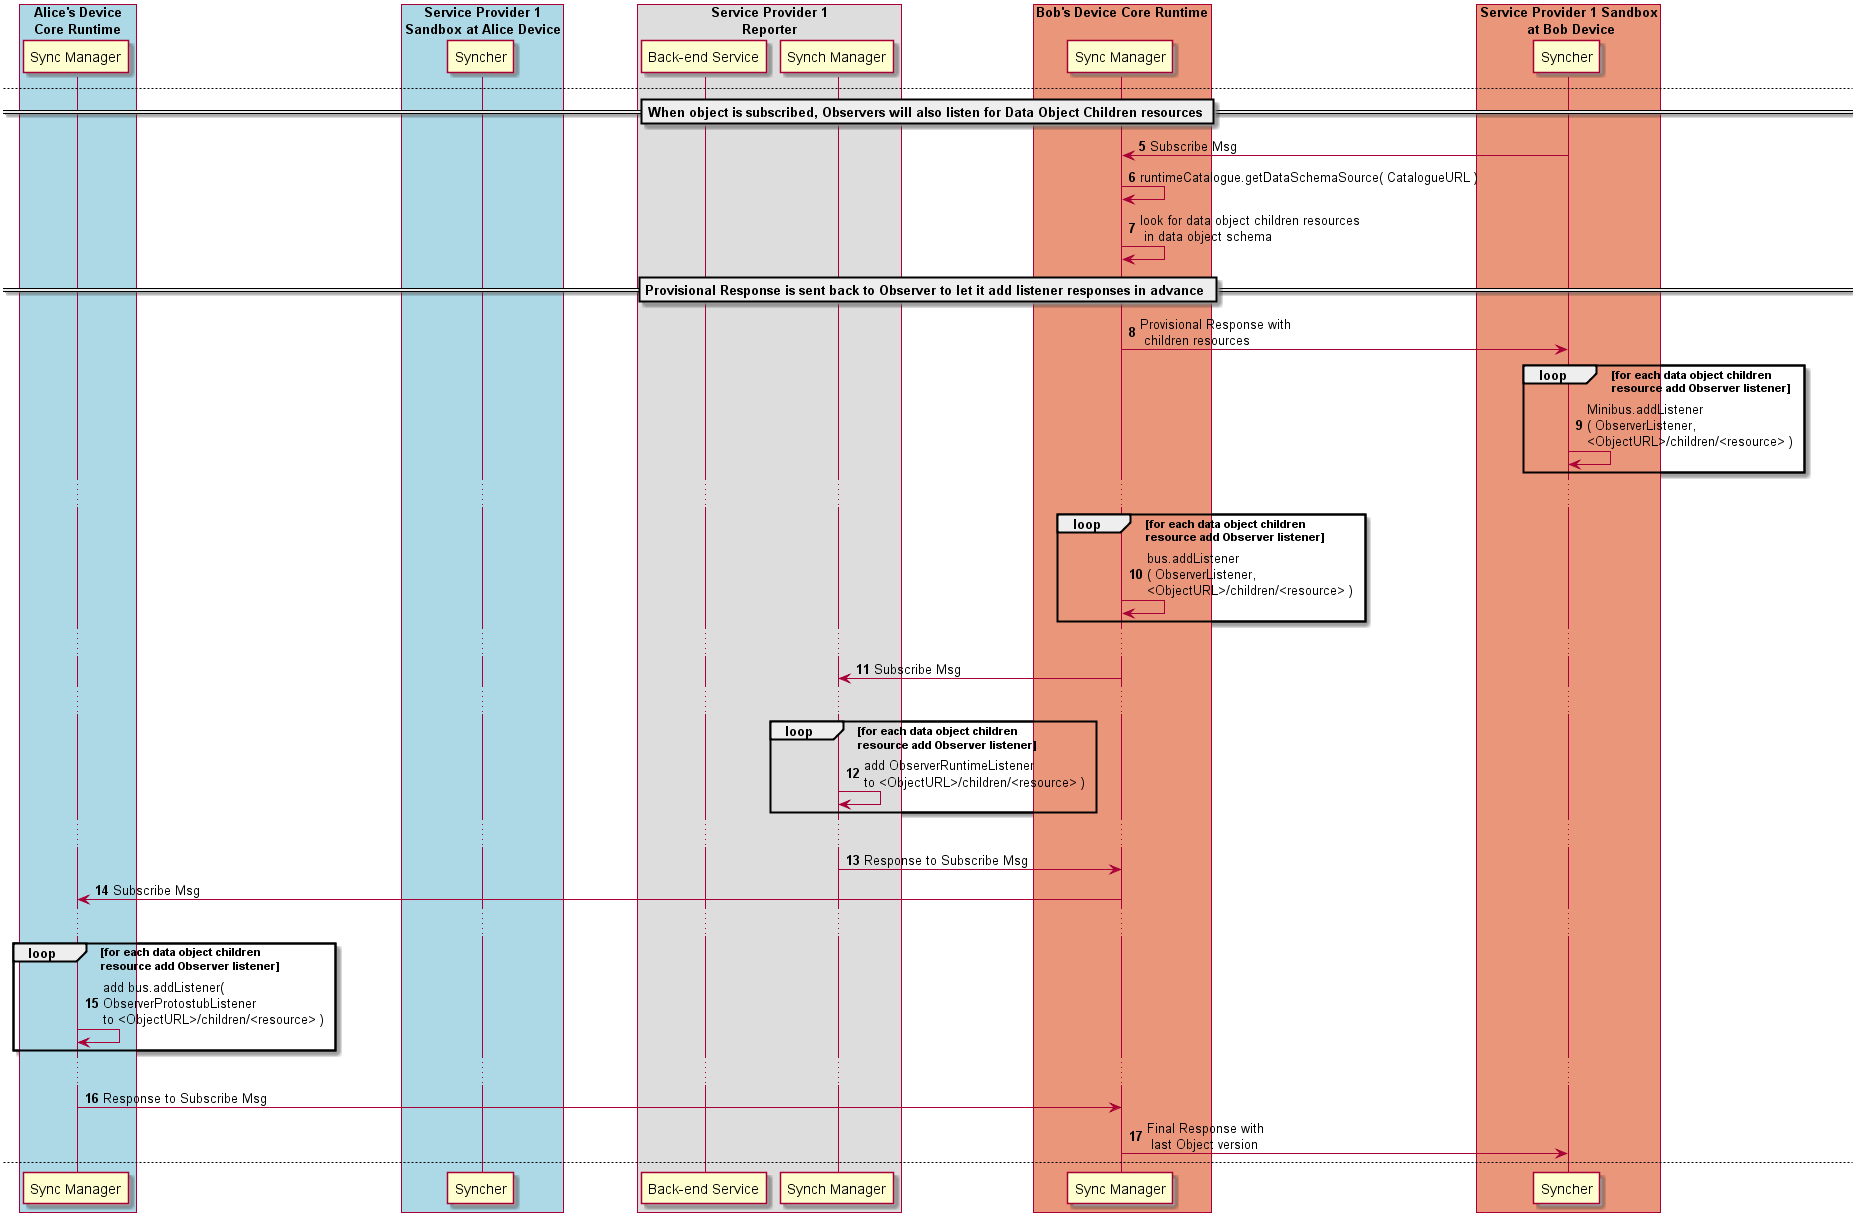 Alice's Device
Core Runtime
Service Provider 1
Sandbox at Alice Device
Service Provider 1
Reporter
Bob's Device Core Runtime
Service Provider 1 Sandbox
at Bob Device
Sync Manager
Syncher
Back-end Service
Synch Manager
Sync Manager
Syncher
When object is subscribed, Observers will also listen for Data Object Children resources
5 Subscribe Msg
6 runtimeCatalogue.getDataSchemaSource( CatalogueURL )
7 look for data object children resources
in data object schema
Provisional Response is sent back to Observer to let it add listener responses in advance
8 Provisional Response with
children resources
loop [for each data object children
resource add Observer listener]
9 Minibus.addListener
( ObserverListener,
<ObjectURL>/children/<resource> )
loop [for each data object children
resource add Observer listener]
10 bus.addListener
( ObserverListener,
<ObjectURL>/children/<resource> )
11 Subscribe Msg
loop [for each data object children
resource add Observer listener]
12 add ObserverRuntimeListener
to <ObjectURL>/children/<resource> )
13 Response to Subscribe Msg
14 Subscribe Msg
loop [for each data object children
resource add Observer listener]
15 add bus.addListener(
ObserverProtostubListener
to <ObjectURL>/children/<resource> )
16 Response to Subscribe Msg
17 Final Response with
last Object version
Sync Manager
Syncher
Back-end Service
Synch Manager
Sync Manager
Syncher